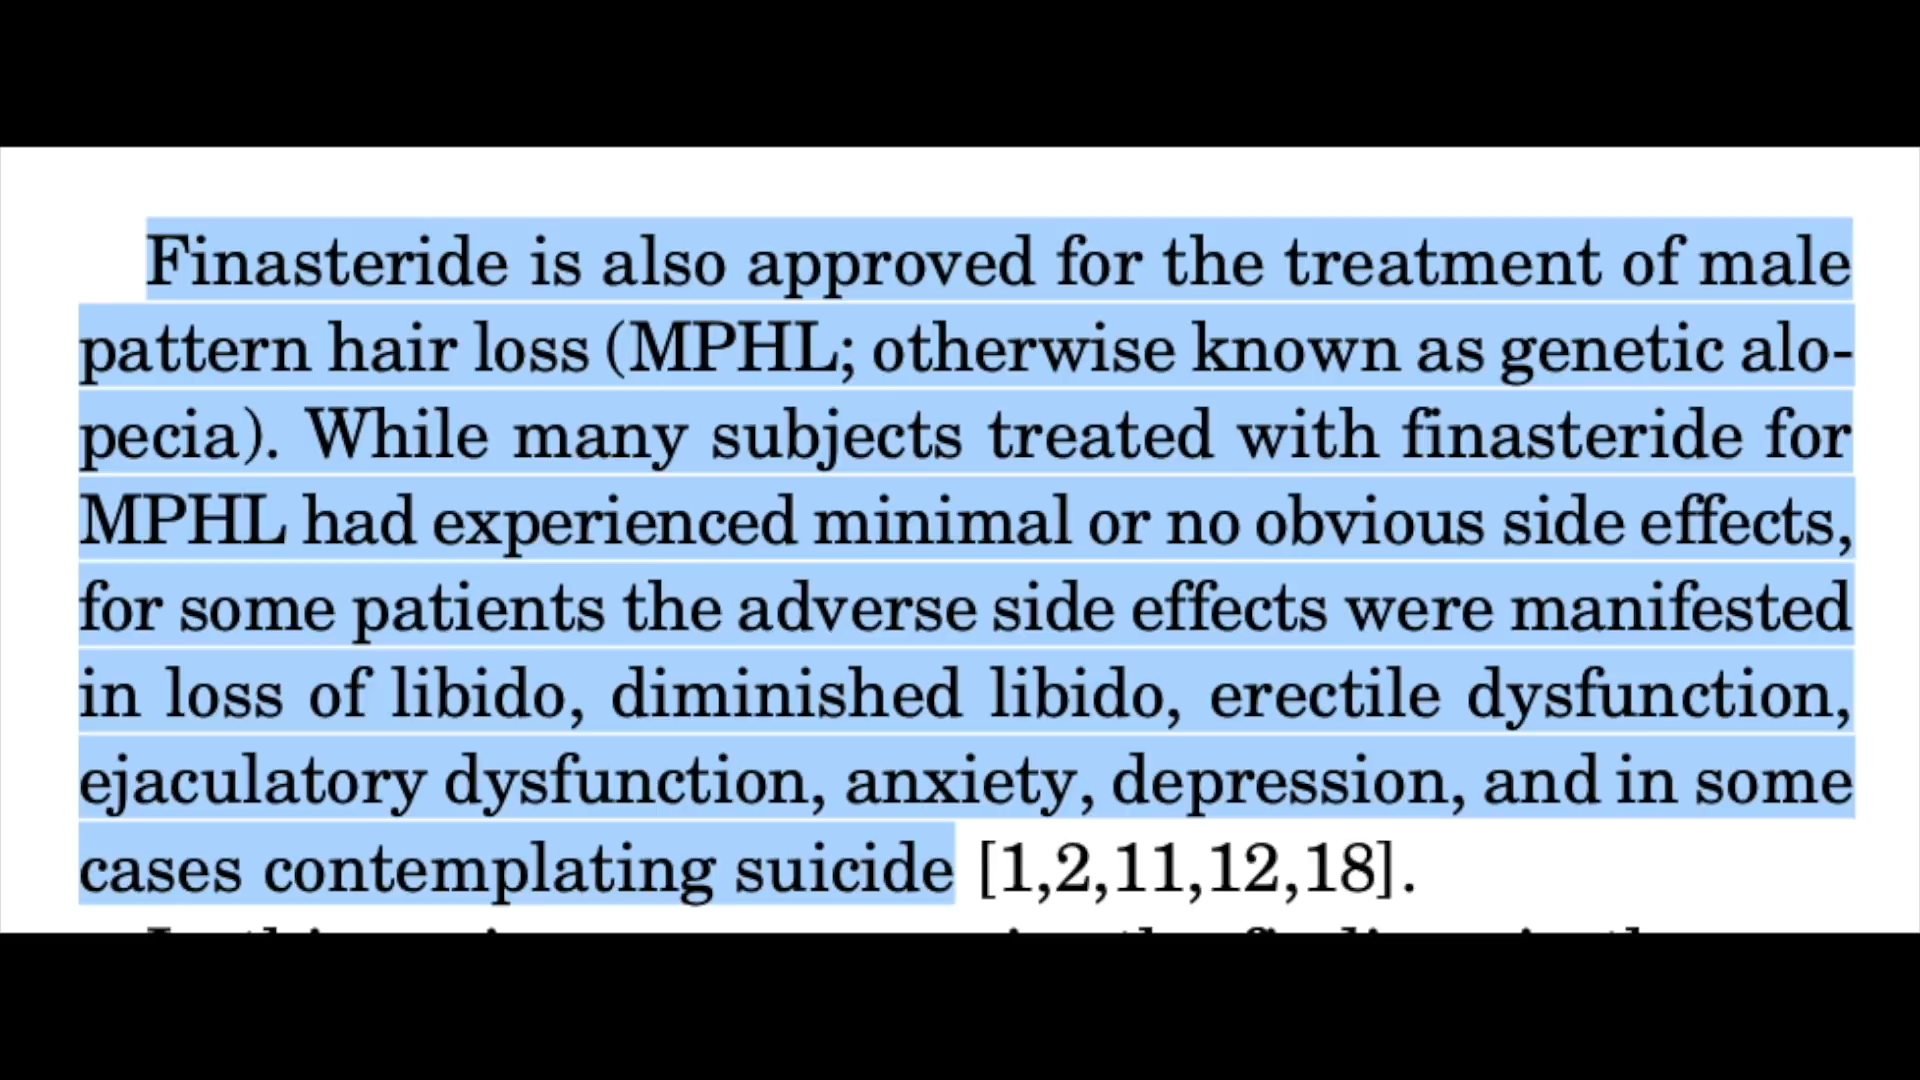 Finasteride is also approved for the treatment of male
pattern hair loss (MPHL; otherwise known as genetic alo-
pecia). While many subjects treated with finasteride for
MPHL had experienced minimal or no obvious side effects,
for some patients the adverse side effects were manifested
in loss of libido, diminished libido, erectile dysfunction,
ejaculatory dysfunction, anxiety, depression, and in some
cases contemplating suicide [1,2,11,12,18].